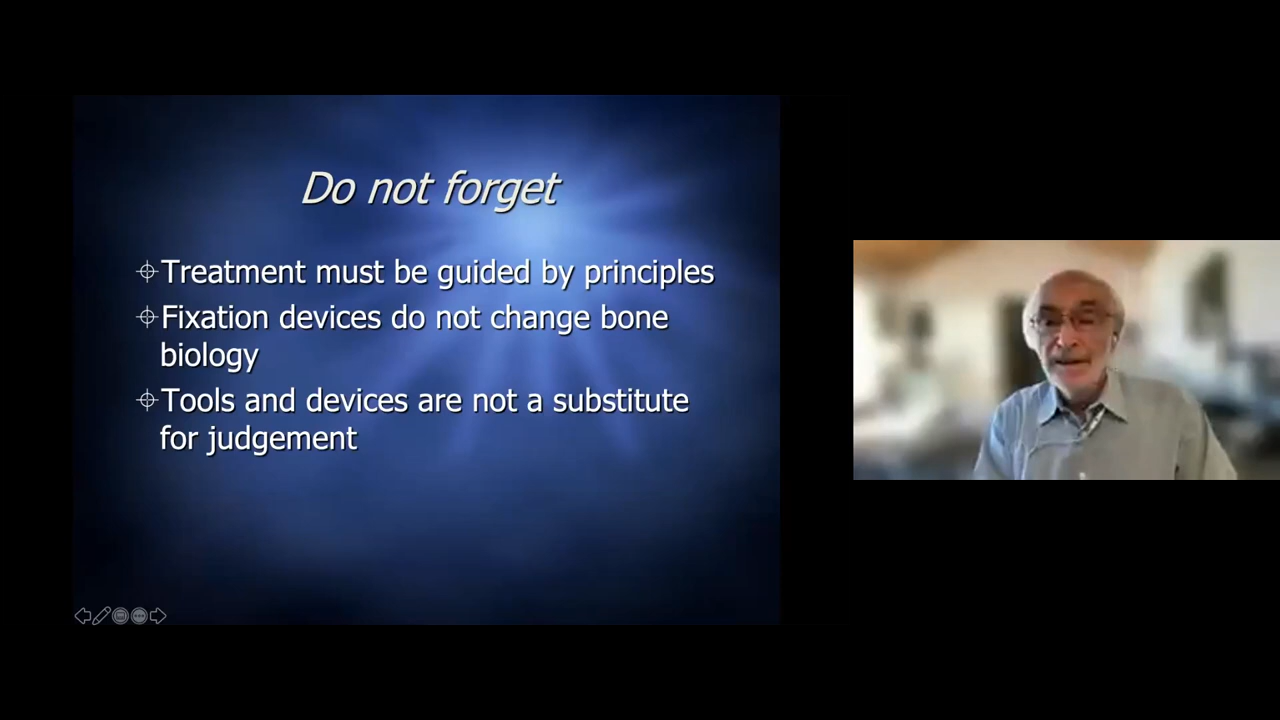 Do not forget
Treatment must be guided by principles
Fixation devices do not change bone
biology
Tools and devices are not a substitute
for judgement